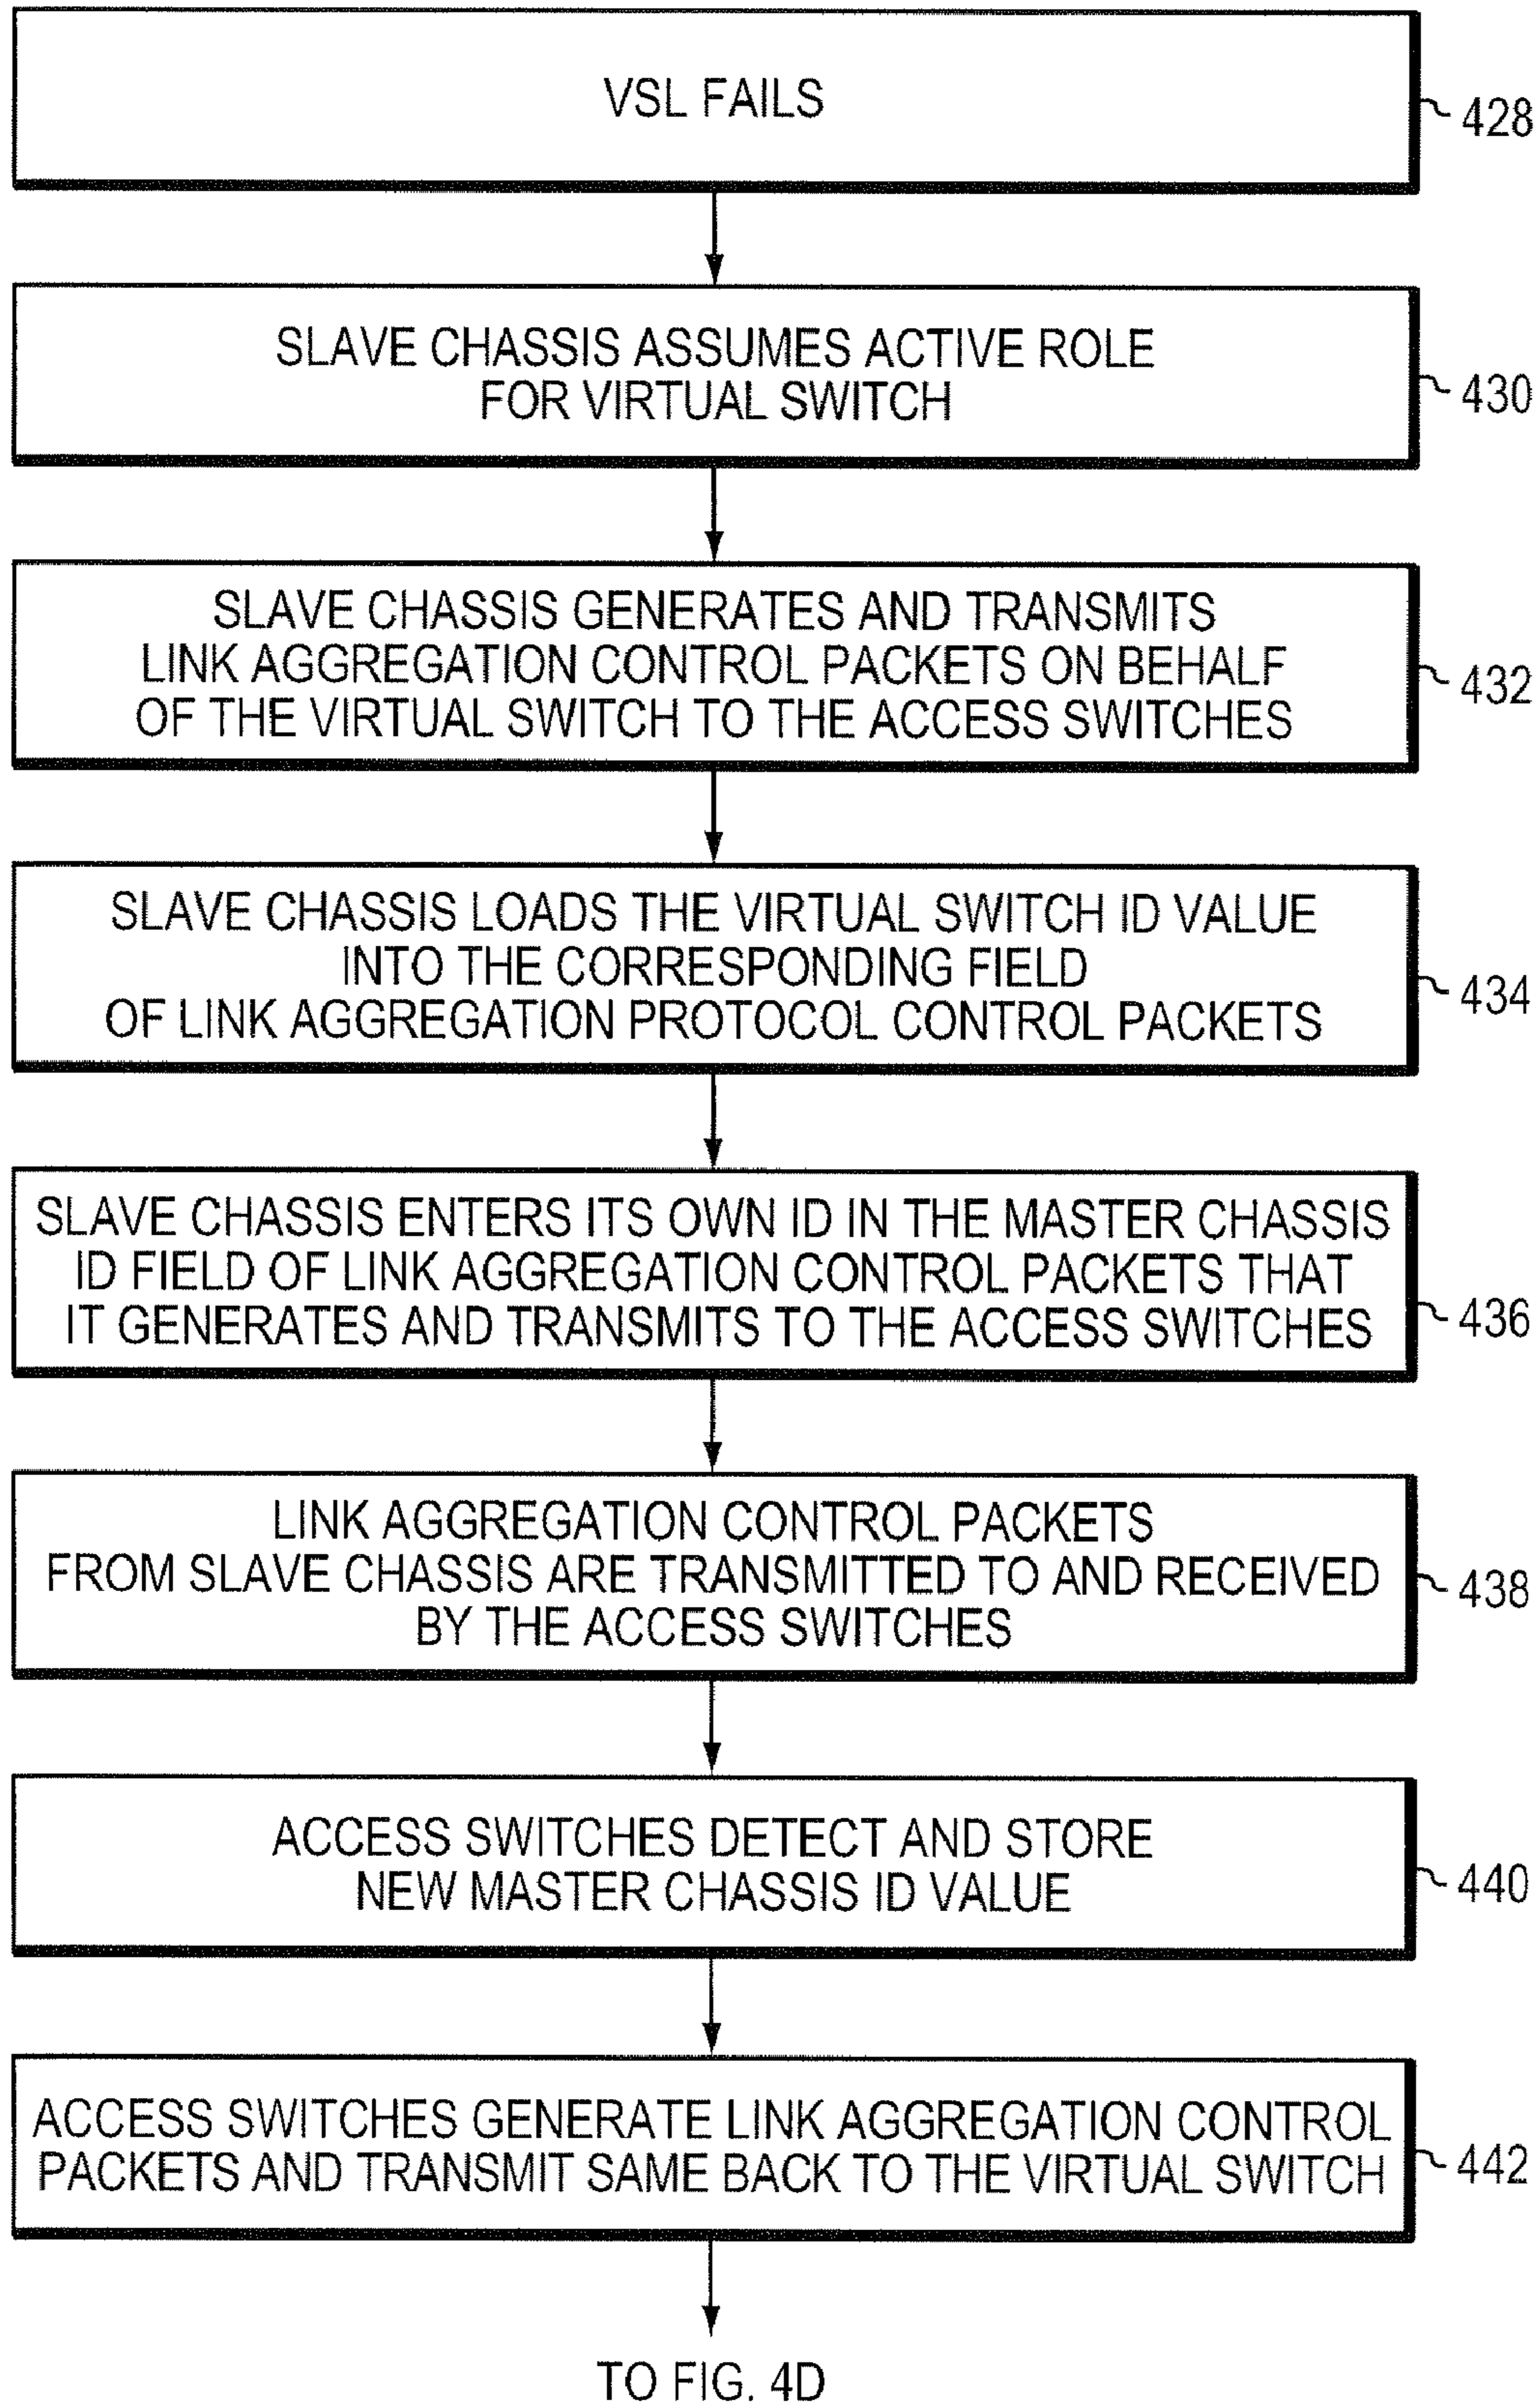 VSL FAILS
428
SLAVE CHASSIS ASSUMES ACTIVE ROLE
FOR VIRTUAL SWITCH
430
SLAVE CHASSIS GENERATES AND TRANSMITS
LINK AGGREGATION CONTROL PACKETS ON BEHALF
OF THE VIRTUAL SWITCH TO THE ACCESS SWITCHES
432
SLAVE CHASSIS LOADS THE VIRTUAL SWITCH ID VALUE
INTO THE CORRESPONDING FIELD
OF LINK AGGREGATION PROTOCOL CONTROL PACKETS
434
SLAVE CHASSIS ENTERS ITS OWN ID IN THE MASTER CHASSIS
ID FIELD OF LINK AGGREGATION CONTROL PACKETS THAT
IT GENERATES AND TRANSMITS TO THE ACCESS SWITCHES
436
LINK AGGREGATION CONTROL PACKETS
FROM SLAVE CHASSIS ARE TRANSMITTED TO AND RECEIVED
BY THE ACCESS SWITCHES
438
ACCESS SWITCHES DETECT AND STORE
NEW MASTER CHASSIS ID VALUE
440
ACCESS SWITCHES GENERATE LINK AGGREGATION CONTROL
PACKETS AND TRANSMIT SAME BACK TO THE VIRTUAL SWITCH
442
TO FIG. 4D